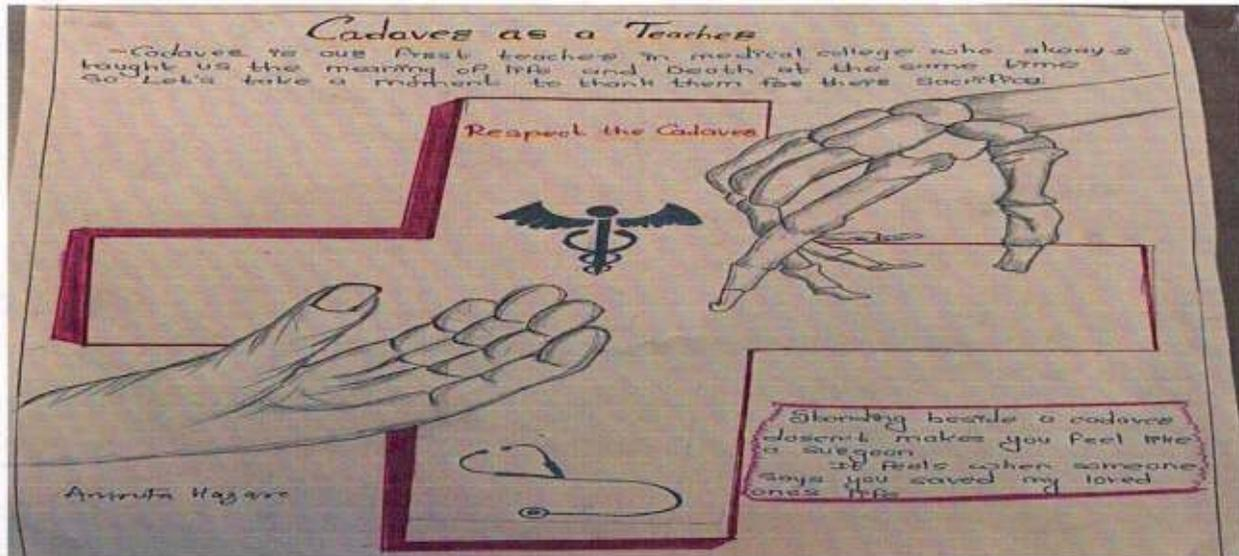 Cadaver as a Teacher
- Cadaver is our First teacher in medical college who always
taught us the meaning of life and Death at the same time
So Let's take a moment to thank them for there Sacrifice.
Respect the Cadaver
Standing beside a cadaver
dosen't makes you feel like
a surgeon
It feels when someone
says you saved my loved
ones life
Amruta Hazare